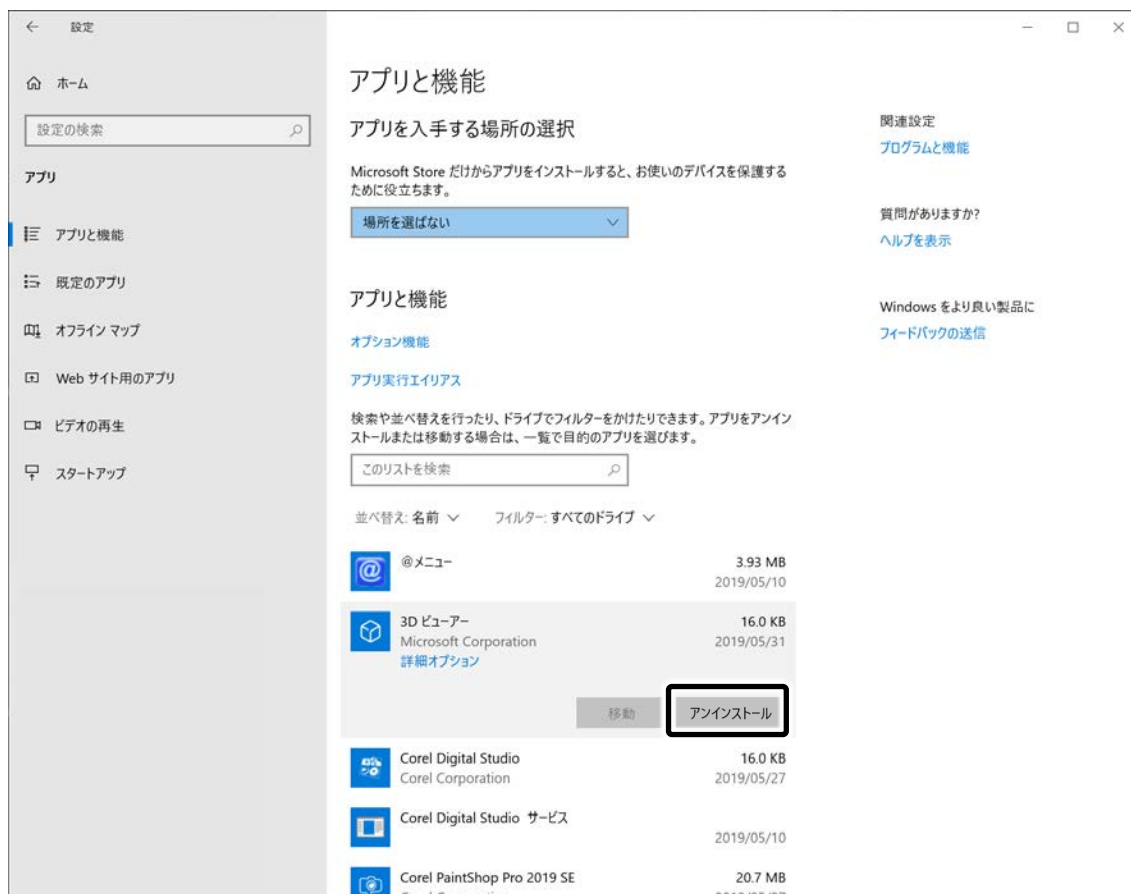 設定
ホーム
設定の検索
アプリ
アプリと機能
既定のアプリ
オフライン マップ
Web サイト用のアプリ
ビデオの再生
スタートアップ
アプリと機能
アプリを入手する場所の選択
Microsoft Store だけからアプリをインストールすると、お使いのデバイスを保護する
ために役立ちます。
場所を選ばない
アプリと機能
オプション機能
アプリ実行エイリアス
検索や並べ替えを行ったり、ドライブでフィルターをかけたりできます。アプリをアンイン
ストールまたは移動する場合は、一覧で目的のアプリを選びます。
このリストを検索
並べ替え: 名前 フィルター: すべてのドライブ
@メニュー 3.93 MB
2019/05/10
3D ビューアー 16.0 KB
Microsoft Corporation 2019/05/31
詳細オプション
移動 アンインストール
Corel Digital Studio 16.0 KB
Corel Corporation 2019/05/27
Corel Digital Studio サービス
2019/05/10
Corel PaintShop Pro 2019 SE 20.7 MB
関連設定
プログラムと機能
質問がありますか?
ヘルプを表示
Windows をより良い製品に
フィードバックの送信